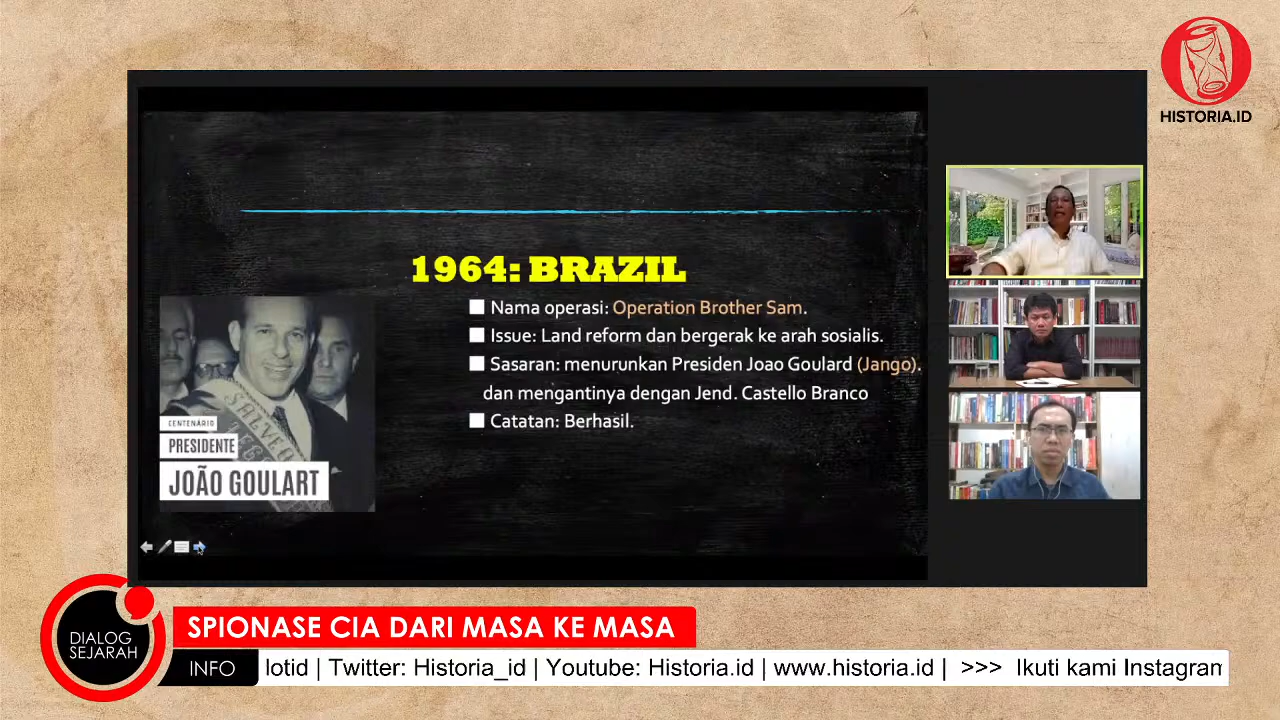 HISTORIA.ID
1964: BRAZIL
Nama operasi: Operation Brother Sam.
Issue: Land reform dan bergerak ke arah sosialis.
Sasaran: menurunkan Presiden Joao Goulard (Jango).
dan mengantinya dengan Jend. Castello Branco
Catatan: Berhasil.
CENTENÁRIO
PRESIDENTE
JOÃO GOULART
DIALOG
SEJARAH
SPIONASE CIA DARI MASA KE MASA
INFO
lotid | Twitter: Historia_id | Youtube: Historia.id | www.historia.id | >>> Ikuti kami Instagram